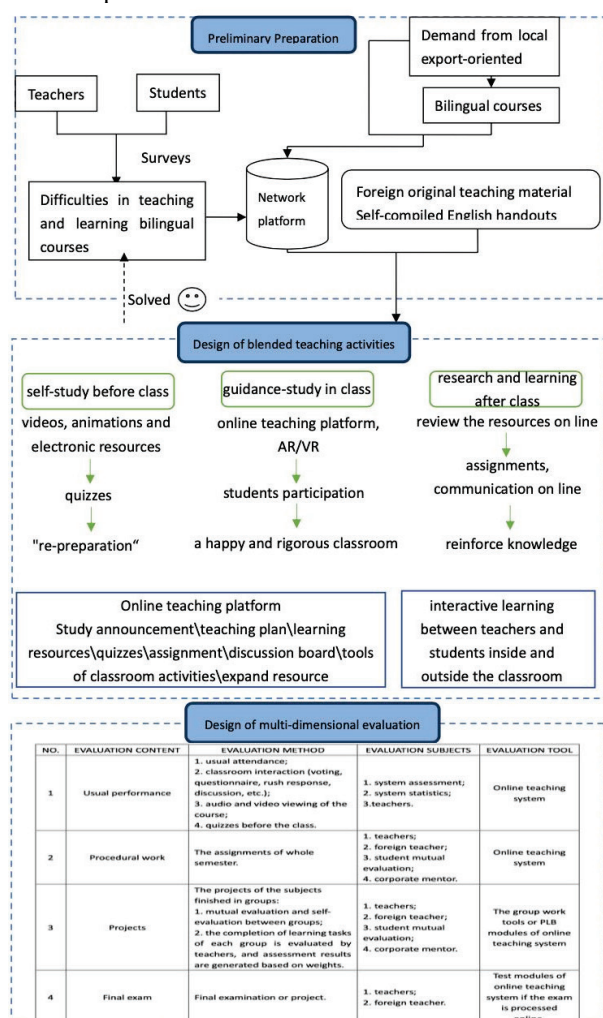 Preliminary Preparation
Demand from local
export-oriented
Teachers
Students
Bilingual courses
Surveys
Difficulties in teaching
and learning bilingual
courses
Network
platform
Foreign original teaching material
Self-compiled English handouts
Solved
Design of blended teaching activities
self-study before class
videos, animations and
electronic resources
quizzes
"re-preparation“
guidance-study in class
online teaching platform,
AR/VR
students participation
a happy and rigorous classroom
research and learning
after class
review the resources on line
assignments,
communication on line
reinforce knowledge
Online teaching platform
Study announcement\teaching plan\learning
resources\quizzes\assignment\discussion board\tools
of classroom activities\expand resource
interactive learning
between teachers and
students inside and
outside the classroom
Design of multi-dimensional evaluation
NO. EVALUATION CONTENT EVALUATION METHOD EVALUATION SUBJECTS EVALUATION TOOL
1
Usual performance
1. usual attendance;
2. classroom interaction (voting,
questionnaire, rush response,
discussion, etc.);
3. audio and video viewing of the
course;
4. quizzes before the class.
1. system assessment;
2. system statistics;
3.teachers.
Online teaching
system
2
Procedural work
The assignments of whole
semester.
1. teachers;
2. foreign teacher;
3. student mutual
evaluation;
4. corporate mentor.
Online teaching
system
3
Projects
The projects of the subjects
finished in groups:
1. mutual evaluation and self-
evaluation between groups;
2. the completion of learning tasks
of each group is evaluated by
teachers, and assessment results
are generated based on weights.
1. teachers;
2. foreign teacher;
3. student mutual
evaluation;
4. corporate mentor.
The group work
tools or PLB
modules of online
teaching system
4
Final exam
Final examination or project.
1. teachers;
2. foreign teacher.
Test modules of
online teaching
system if the exam
is processed